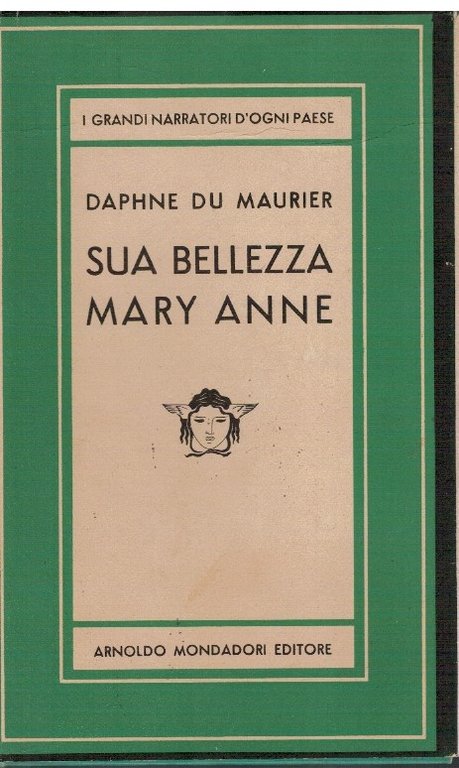 I GRANDI NARRATORI D'OGNI PAESE
DAPHNE DU MAURIER
SUA BELLEZZA
MARY ANNE
ARNOLDO MONDADORI EDITORE